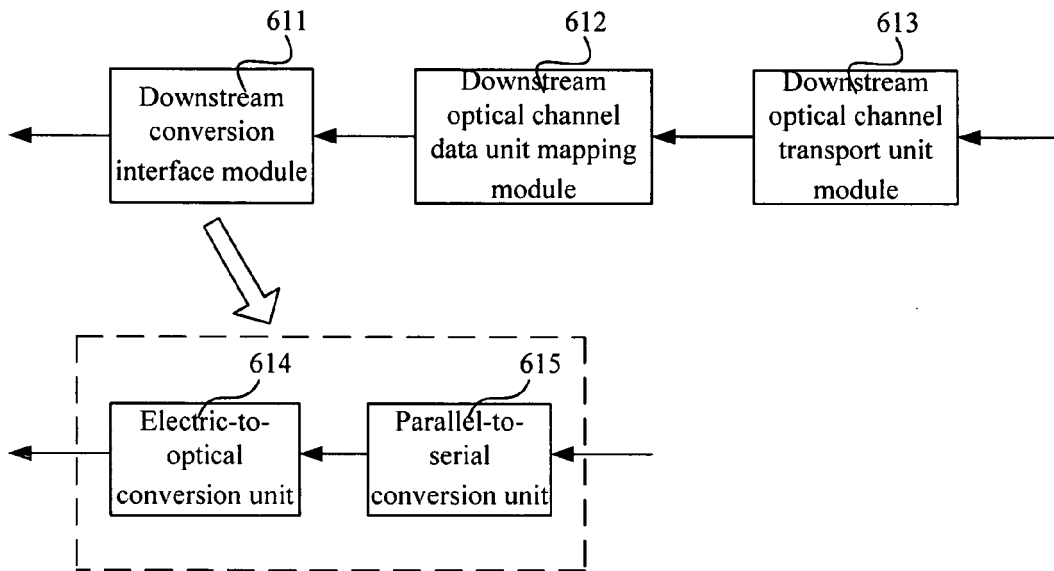 611
612
613
Downstream
conversion
interface module
Downstream
optical channel
data unit mapping
module
Downstream
optical channel
transport unit
module
614
615
Electric-to-
optical
conversion unit
Parallel-to-
serial
conversion unit